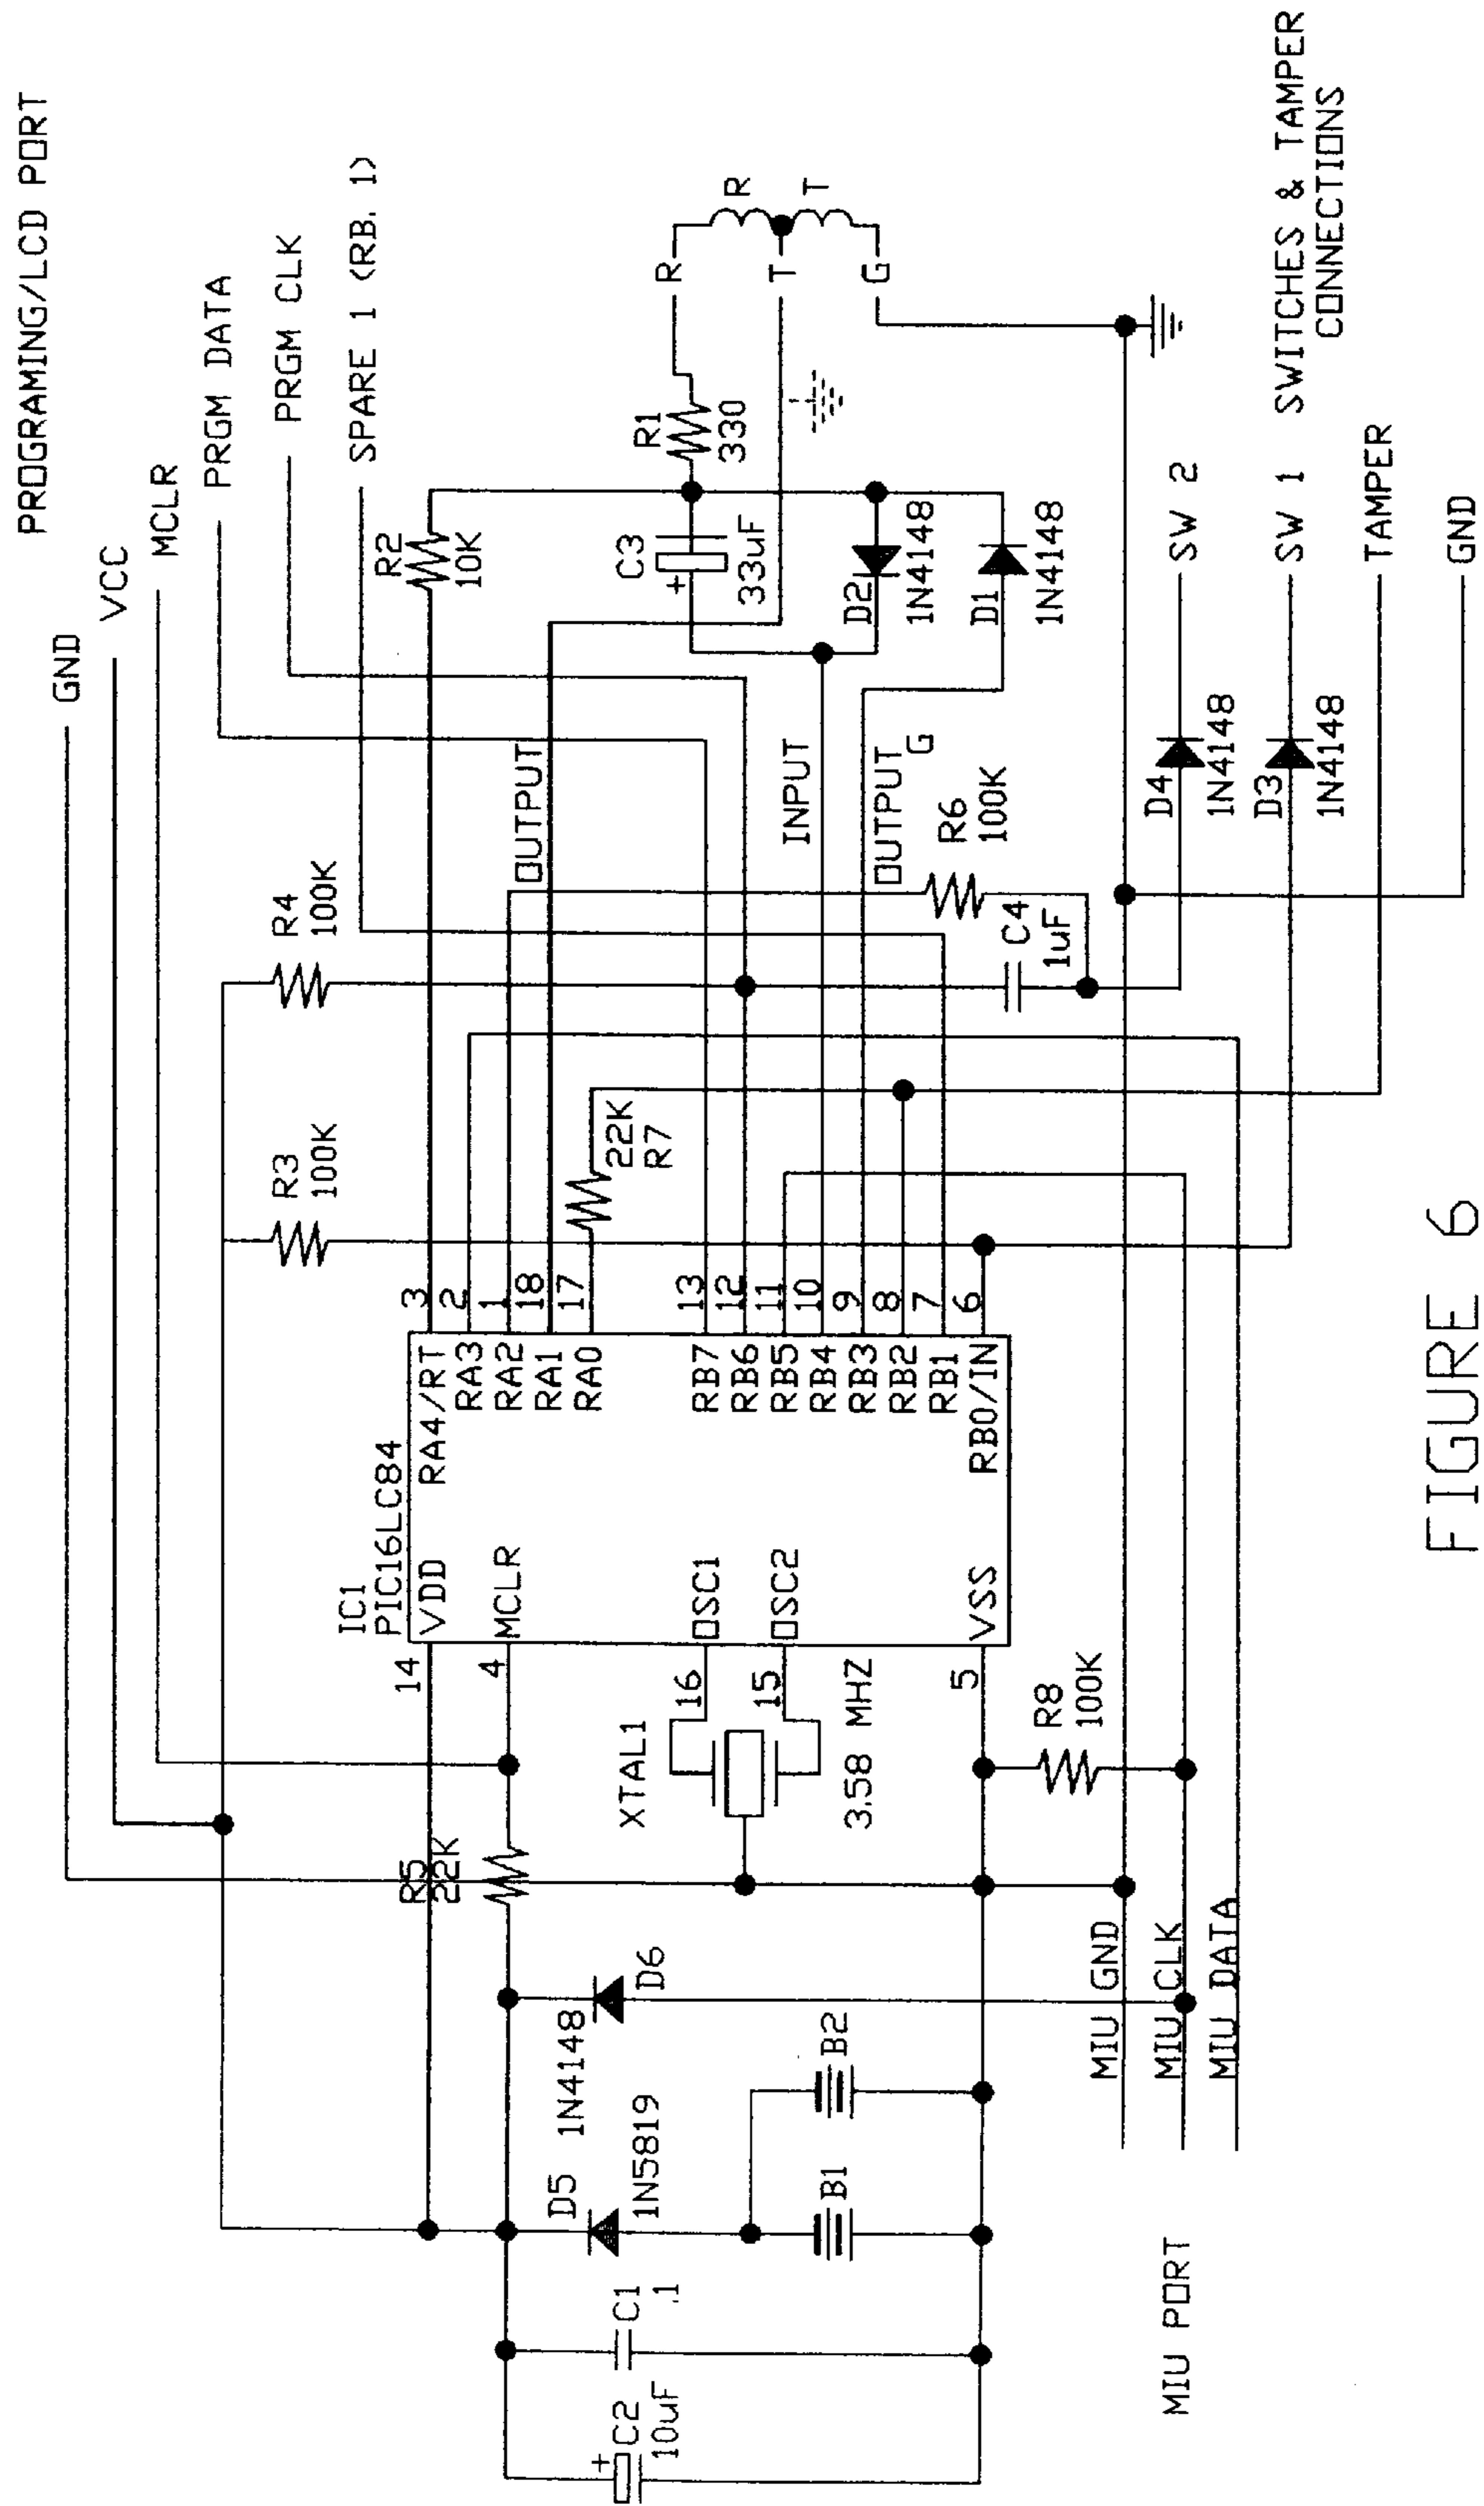 PROGRAMING/LCD PORT
GND
VCC
MCLR
PRGM DATA
PRGM CLK
SPARE 1 (RB.1)
R3
100K
R4
100K
R2
10K
IC1
PIC16LC84
14
VDD
RA4/RT
3
RA3
2
4
MCLR
RA2
1
RA1
18
OUTPUT
RA0
17
22K
R7
R5
22K
C3
+
33uF
R1
330
R
T
G
R
T
XTAL1
16
OSC1
RB7
13
RB6
12
15
OSC2
RB5
11
3.58 MHZ
RB4
10
INPUT
RB3
9
OUTPUT
G
RB2
8
RB1
7
5
VSS
RB0/IN
6
D2
1N4148
D1
1N4148
R6
100K
C4
1uF
R8
100K
D5
1N5819
1N4148
D6
C1
.1
+
C2
10uF
B1
B2
MIU PORT
MIU GND
MIU CLK
MIU DATA
D4
1N4148
SW 2
D3
1N4148
SW 1
SWITCHES & TAMPER
CONNECTIONS
TAMPER
GND
FIGURE 6